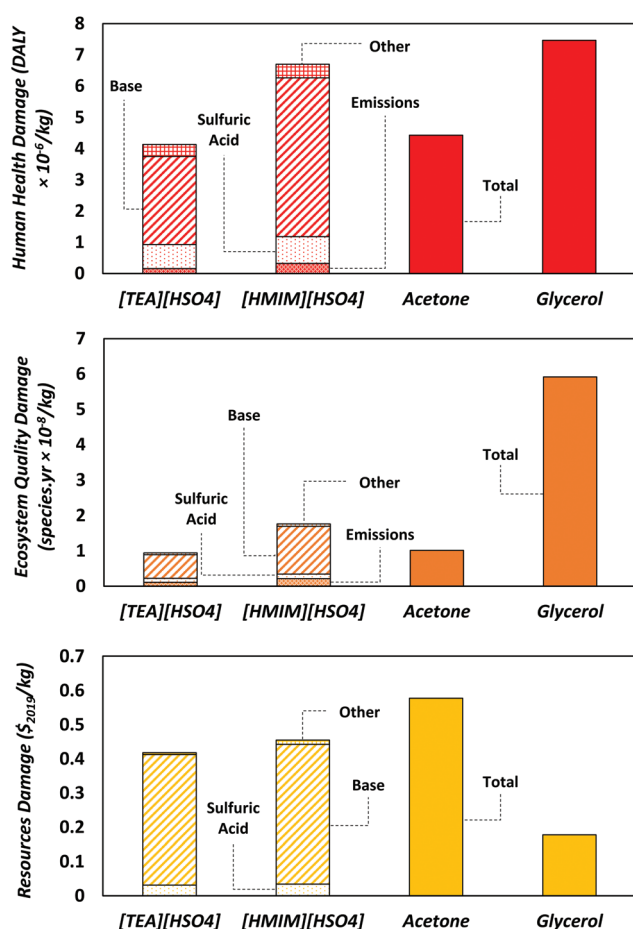 Human Health Damage (DALY
× 10⁻⁶/kg)
8
7
6
5
4
3
2
1
0
Base
Sulfuric
Acid
Other
Emissions
Total
[TEA][HSO4] [HMIM][HSO4] Acetone Glycerol
Ecosystem Quality Damage
(species.yr × 10⁻⁸/kg)
7
6
5
4
3
2
1
0
Base
Sulfuric
Acid
Other
Emissions
Total
[TEA][HSO4] [HMIM][HSO4] Acetone Glycerol
Resources Damage ($₂₀₁₉/kg)
0.7
0.6
0.5
0.4
0.3
0.2
0.1
0
Other
Base
Sulfuric
Acid
Total
[TEA][HSO4] [HMIM][HSO4] Acetone Glycerol